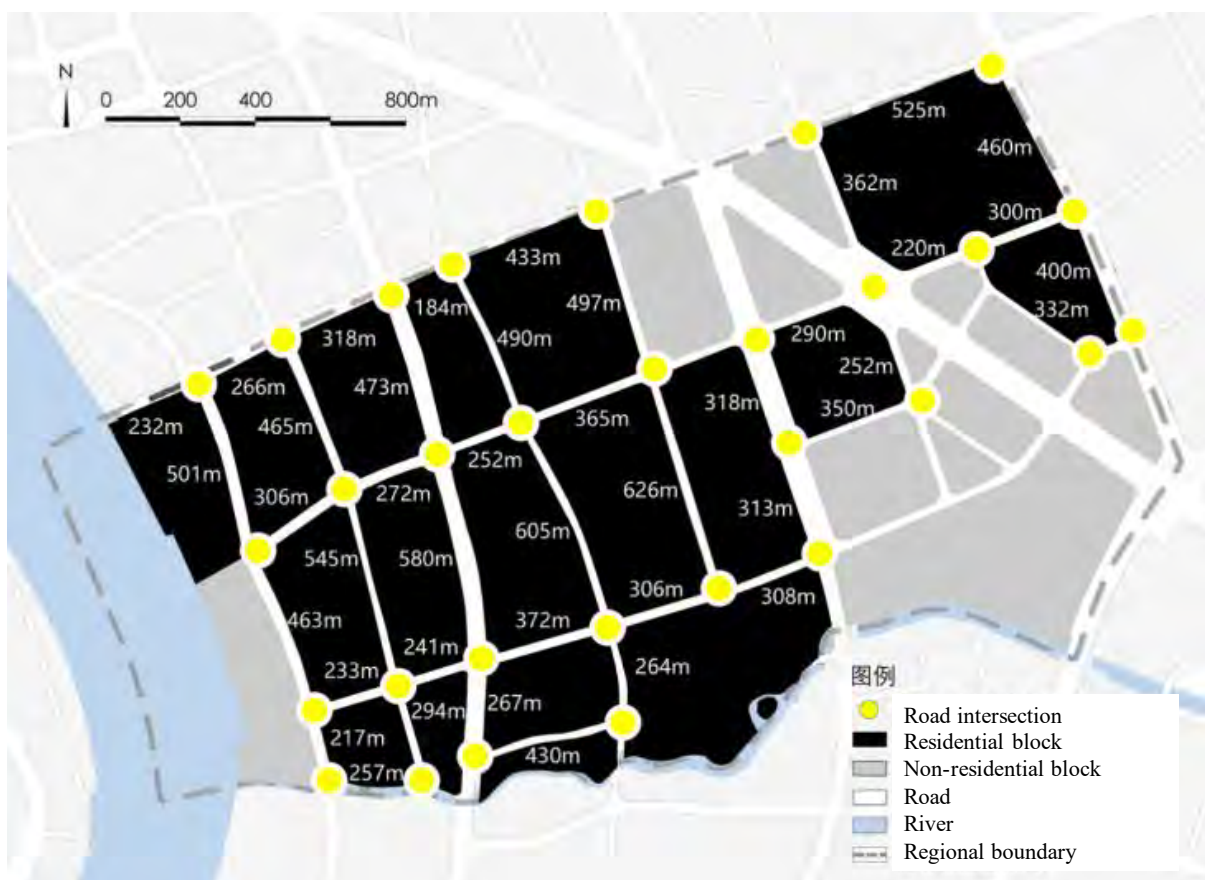 N
0 200 400 800m
525m
460m
362m
300m
433m
220m
400m
497m
184m
332m
318m
490m
290m
473m
252m
266m
318m
350m
465m
365m
232m
252m
501m
272m
626m
306m
313m
605m
545m
580m
306m
308m
372m
463m
241m
264m
233m
267m
294m
217m
430m
257m
图例
Road intersection
Residential block
Non-residential block
Road
River
Regional boundary